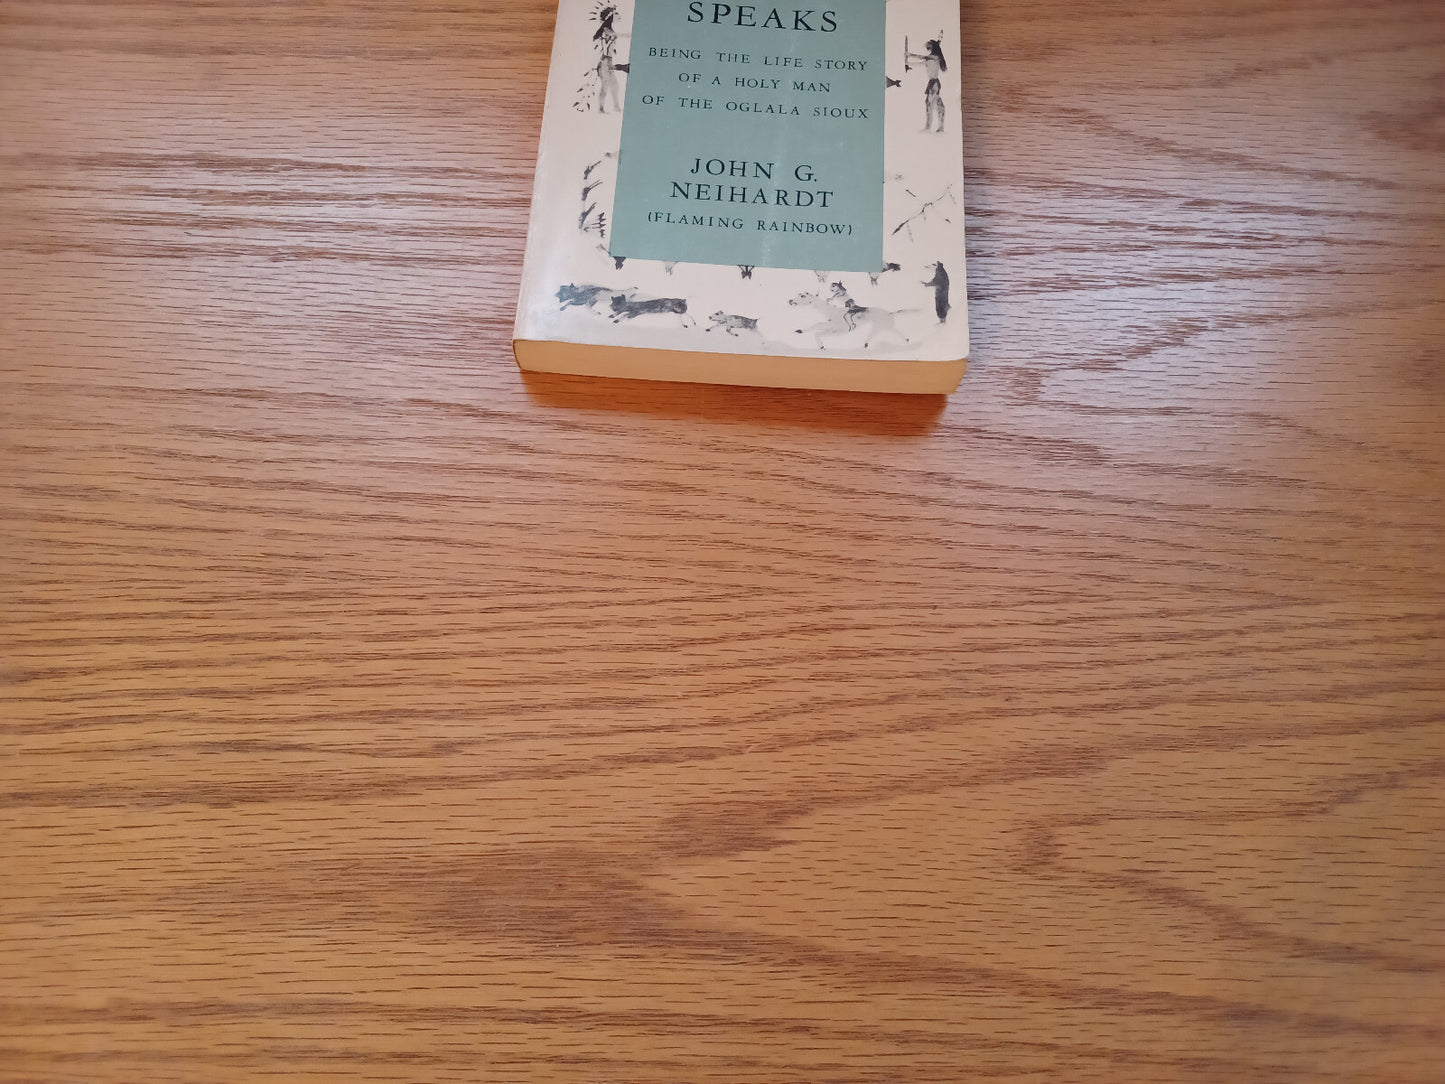 SPEAKS
BEING THE LIFE STORY
OF A HOLY MAN
OF THE OGLALA SIOUX
JOHN G.
NEIHARDT
(FLAMING RAINBOW)